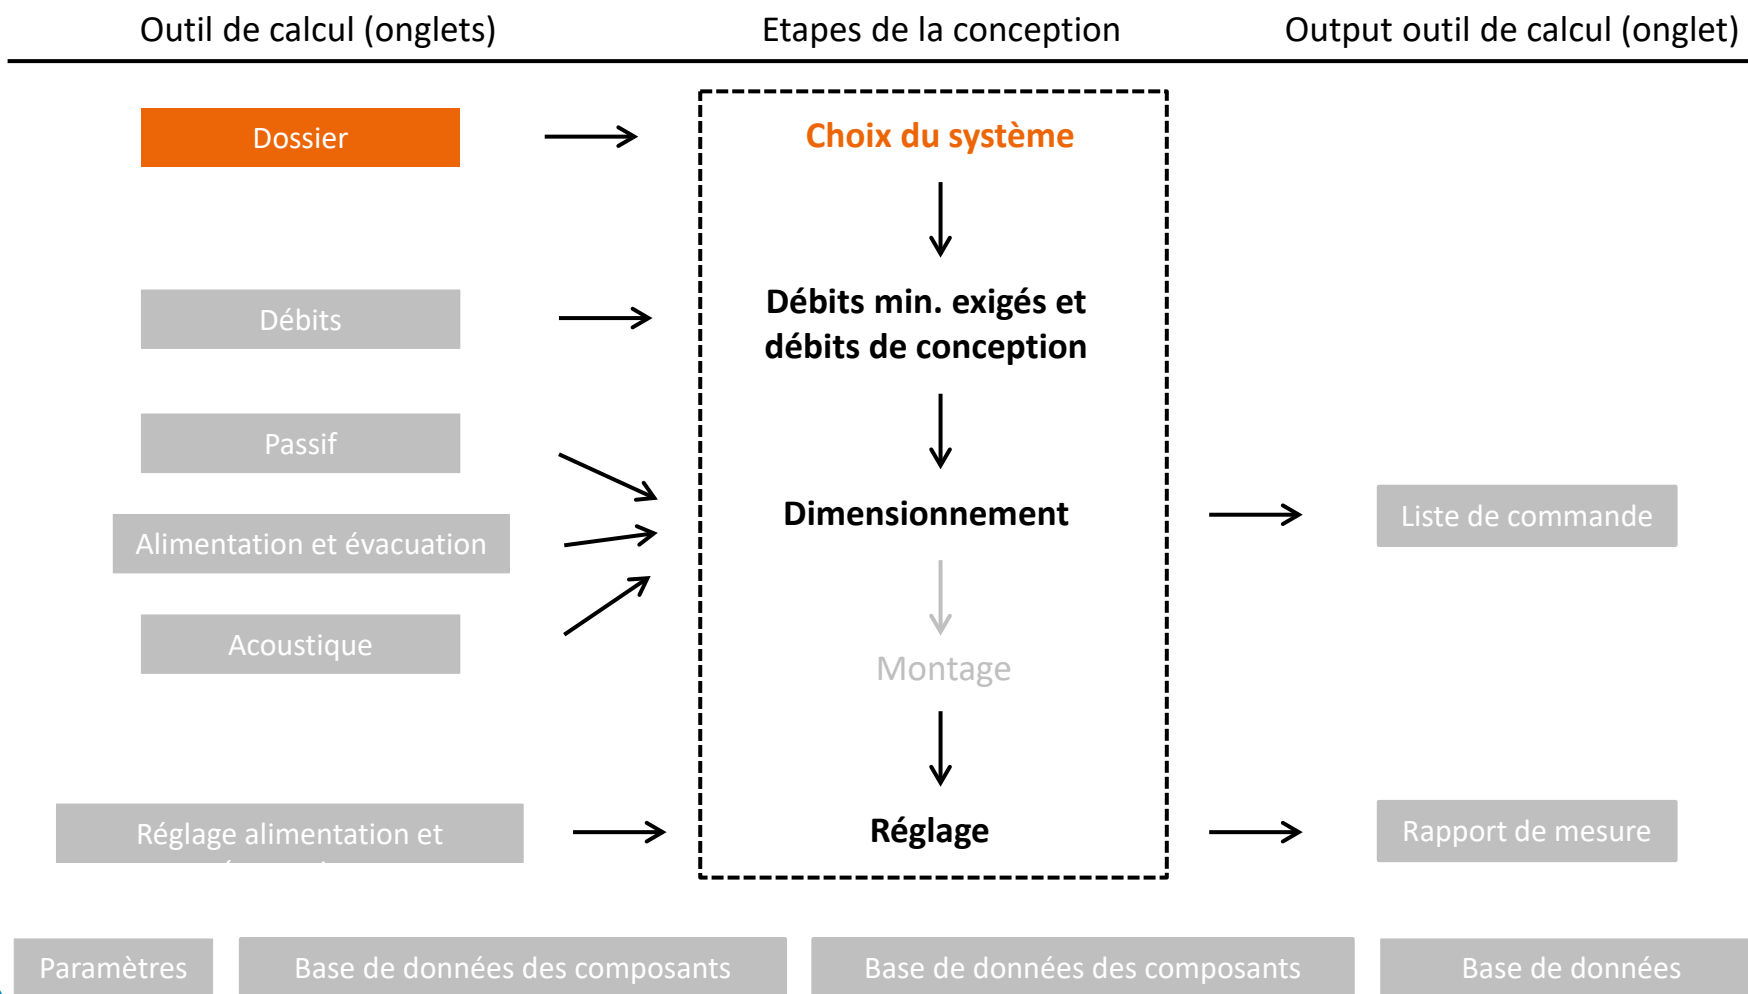 Outil de calcul (onglets)
Etapes de la conception
Output outil de calcul (onglet)
Dossier
Choix du système
Débits
Débits min. exigés et
débits de conception
Passif
Alimentation et évacuation
Acoustique
Dimensionnement
Liste de commande
Montage
Réglage alimentation et
Réglage
Rapport de mesure
Paramètres
Base de données des composants
Base de données des composants
Base de données